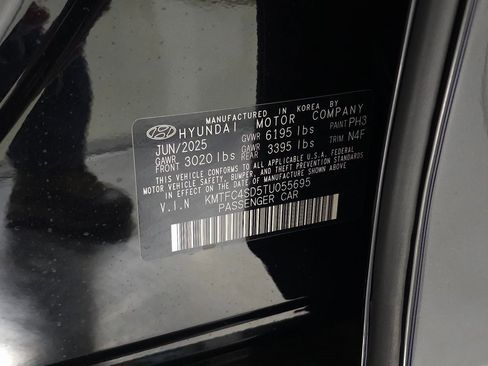 MANUFACTURED IN KOREA BY
HYUNDAI MOTOR COMPANY
JUN/2025 GVWR 6195 lbs PAINT PH3
GAWR FRONT 3020 lbs GAWR REAR 3395 lbs TRIM N4F
THIS VEHICLE CONFORMS TO ALL APPLICABLE U.S.A. FEDERAL
MOTOR VEHICLE SAFETY, BUMPER, AND THEFT PREVENTION STANDARDS
IN EFFECT ON THE DATE OF MANUFACTURE SHOWN ABOVE.
V.I.N KMTFC4SD5TU055695
PASSENGER CAR